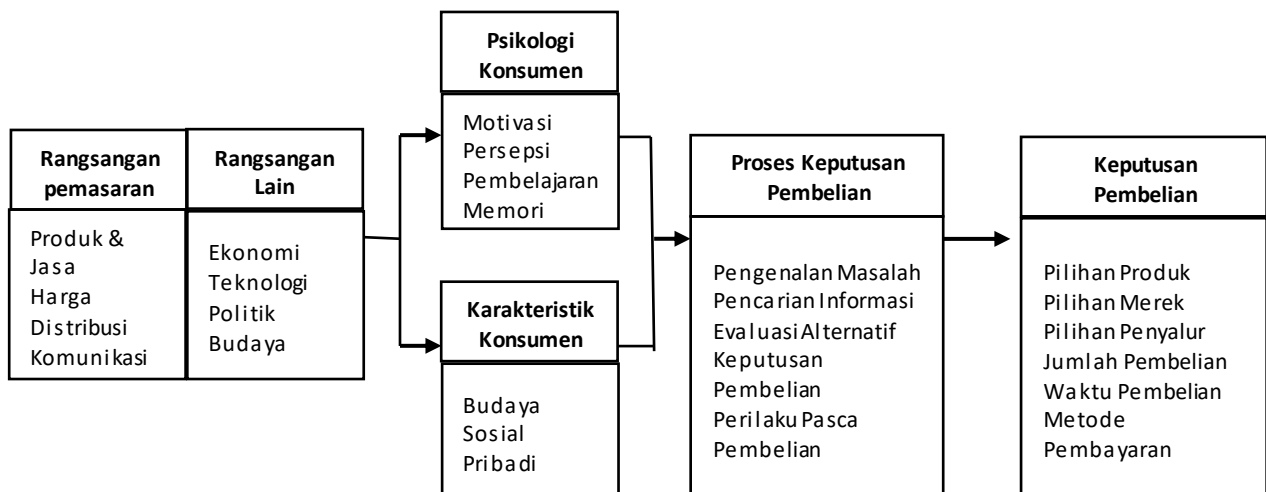 Rangsangan
pemasaran
Produk &
Jasa
Harga
Distribusi
Komunikasi
Rangsangan
Lain
Ekonomi
Teknologi
Politik
Budaya
Psikologi
Konsumen
Motivasi
Persepsi
Pembelajaran
Memori
Karakteristik
Konsumen
Budaya
Sosial
Pribadi
Proses Keputusan
Pembelian
Pengenalan Masalah
Pencarian Informasi
Evaluasi Alternatif
Keputusan
Pembelian
Perilaku Pasca
Pembelian
Keputusan
Pembelian
Pilihan Produk
Pilihan Merek
Pilihan Penyalur
Jumlah Pembelian
Waktu Pembelian
Metode
Pembayaran